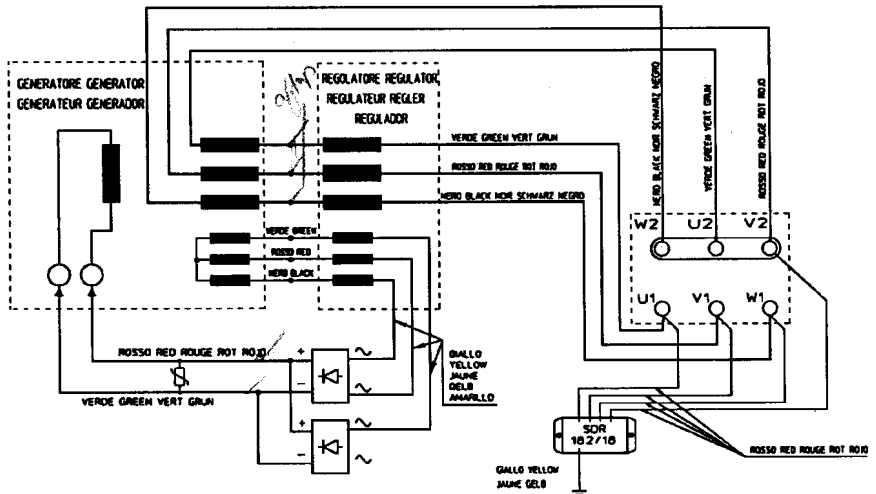 GENERATORE GENERATOR
GENERATEUR GENERADOR
REGOLATORE REGULATOR
REGULATEUR REGLER
REGULADOR
VERDE GREEN VERT GRUN
ROSSO RED ROUGE ROT ROJO
NERO BLACK NOIR SCHWARZ NEGRO
NERO BLACK NOIR SCHWARZ NEGRO
VERDE GREEN VERT GRUN
ROSSO RED ROUGE ROT ROJO
W2 U2 V2
U1 V1 W1
VERDE GREEN
ROSSO RED
NERO BLACK
ROSSO RED ROUGE ROT ROJO
VERDE GREEN VERT GRUN
+
−
+
−
GIALLO
YELLOW
JAUNE
GELB
AMARILLO
SDR
182/18
ROSSO RED ROUGE ROT ROJO
GIALLO YELLOW
JAUNE GELB